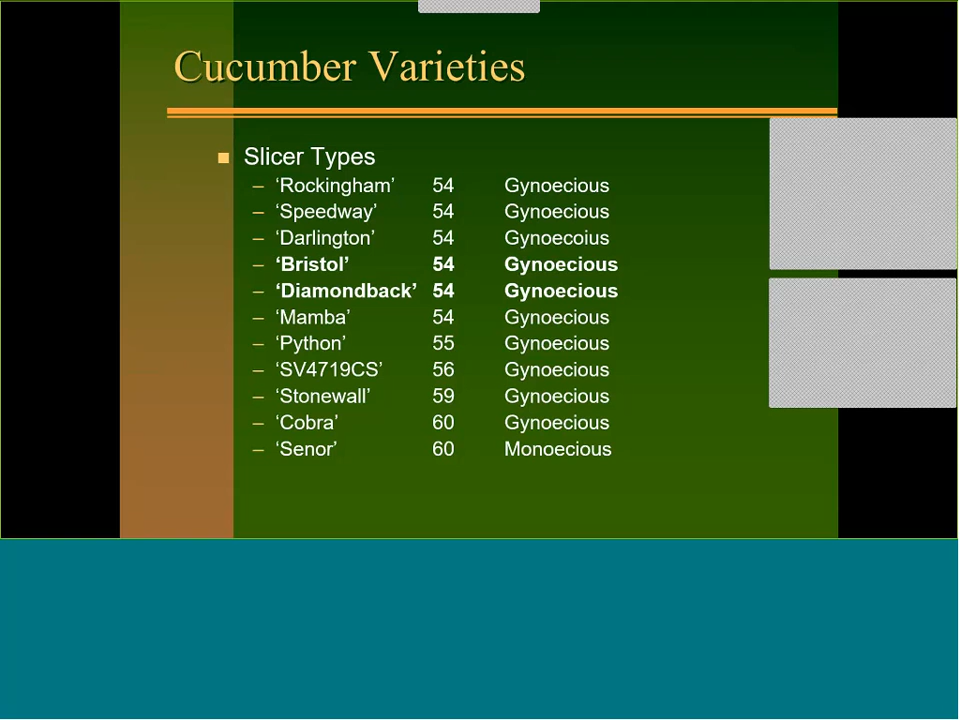 Cucumber Varieties
■ Slicer Types
– ‘Rockingham’ 54 Gynoecious
– ‘Speedway’ 54 Gynoecious
– ‘Darlington’ 54 Gynoecoius
– ‘Bristol’ 54 Gynoecious
– ‘Diamondback’ 54 Gynoecious
– ‘Mamba’ 54 Gynoecious
– ‘Python’ 55 Gynoecious
– ‘SV4719CS’ 56 Gynoecious
– ‘Stonewall’ 59 Gynoecious
– ‘Cobra’ 60 Gynoecious
– ‘Senor’ 60 Monoecious